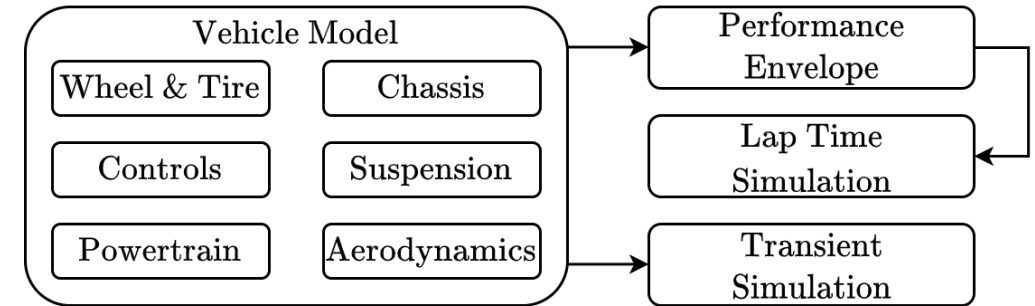 Vehicle Model
Wheel & Tire
Chassis
Controls
Suspension
Powertrain
Aerodynamics
Performance
Envelope
Lap Time
Simulation
Transient
Simulation